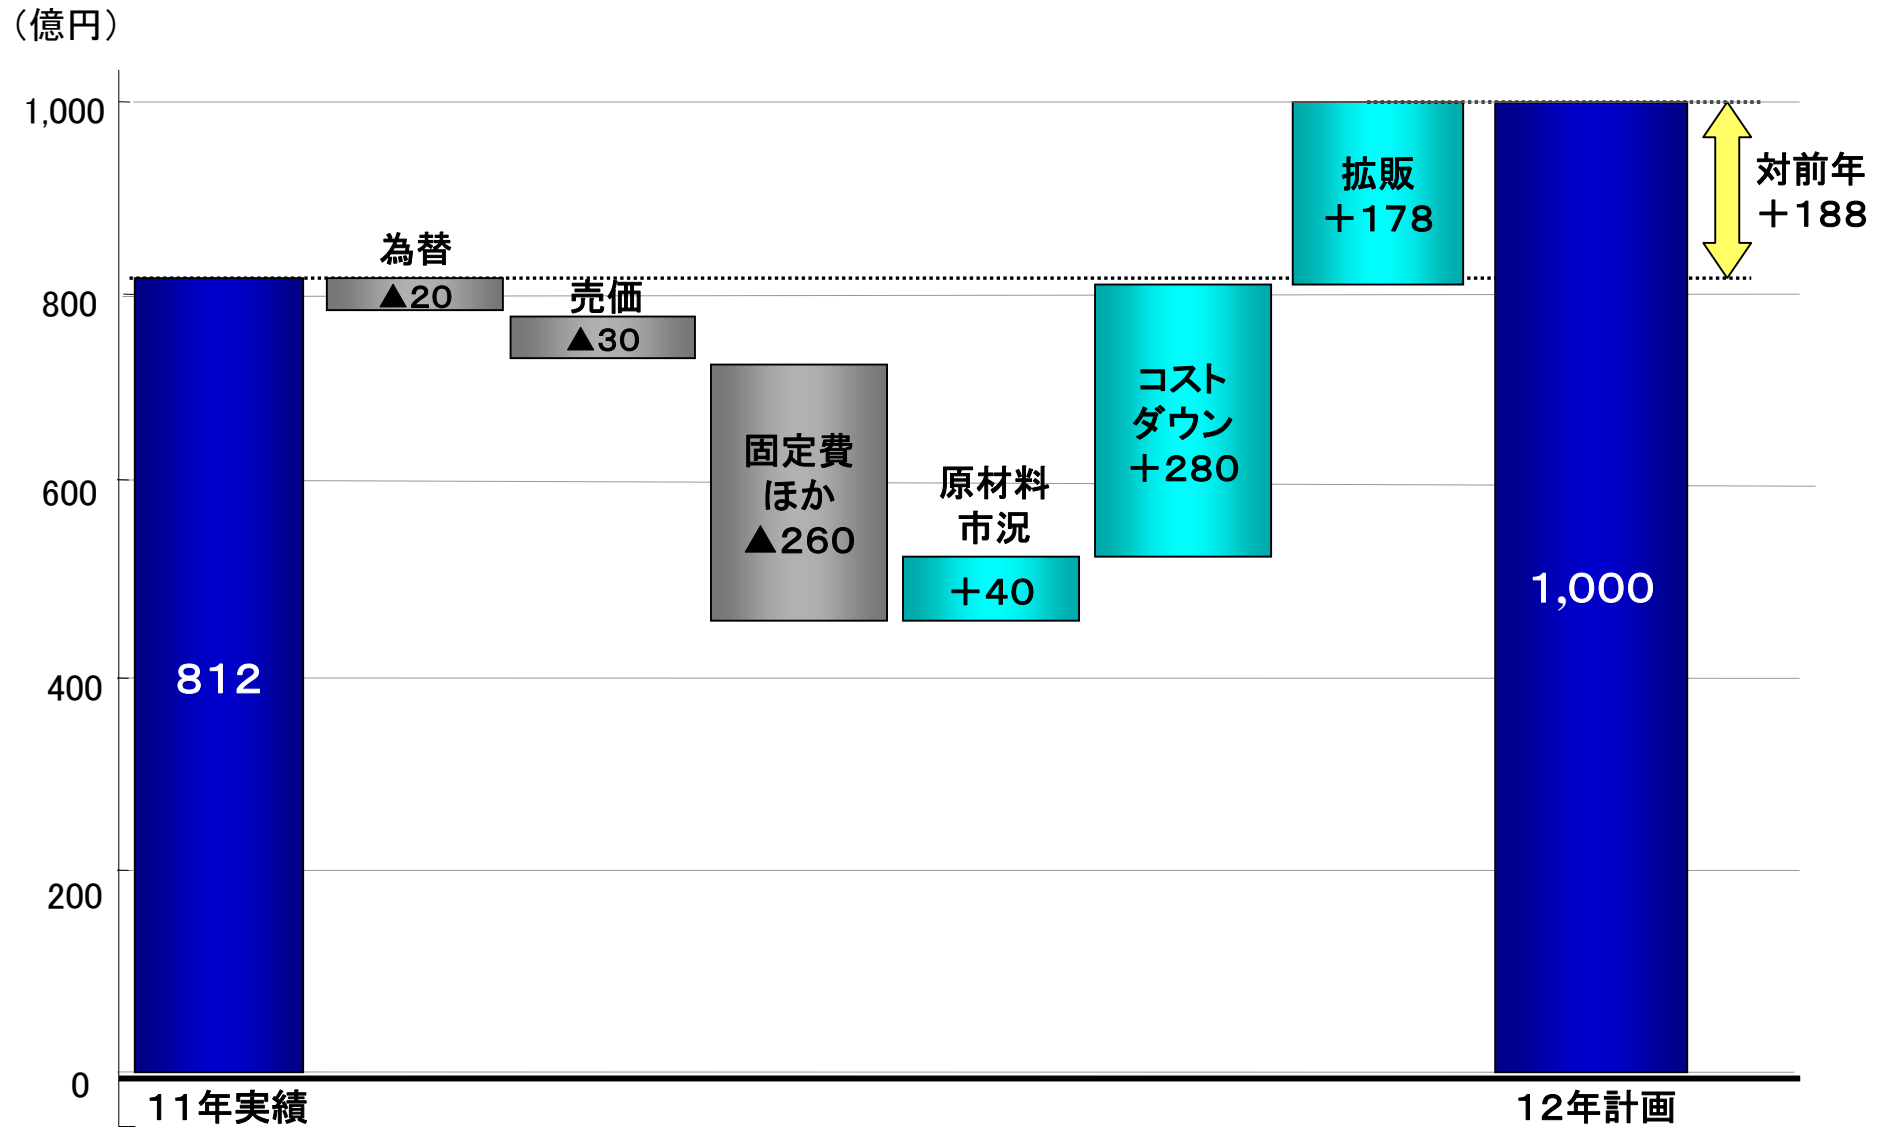 （億円）
1,000
800
600
400
200
0
812
11年実績
為替
▲20
売価
▲30
固定費
ほか
▲260
原材料
市況
＋40
コスト
ダウン
＋280
拡販
＋178
1,000
12年計画
対前年
＋188